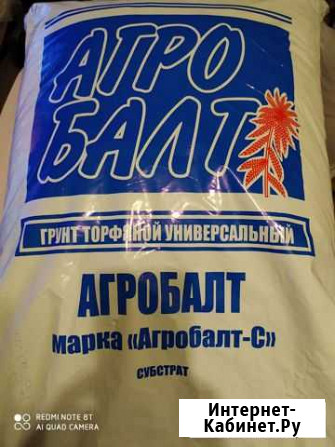 АГРО
БАЛТ
ГРУНТ ТОРФЯНОЙ УНИВЕРСАЛЬНЫЙ
АГРОБАЛТ
марка «Агробалт-С»
СУБСТРАТ
REDMI NOTE 8T
AI QUAD CAMERA
Интернет-
Кабинет.Ру